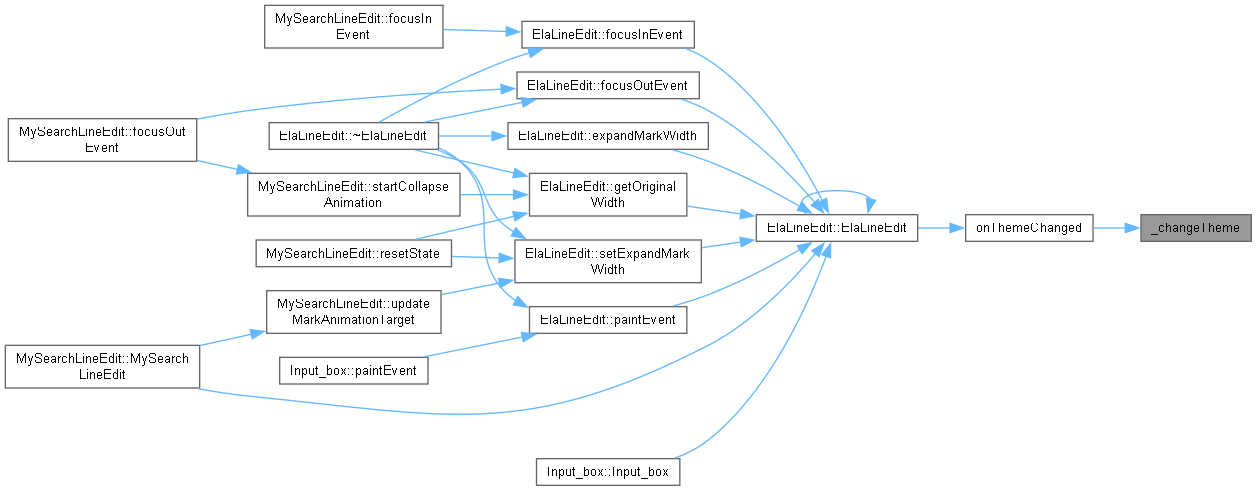 MySearchLineEdit::focusIn
Event
ElaLineEdit::focusInEvent
ElaLineEdit::focusOutEvent
MySearchLineEdit::focusOut
Event
ElaLineEdit::~ElaLineEdit
ElaLineEdit::expandMarkWidth
MySearchLineEdit::startCollapse
Animation
ElaLineEdit::getOriginal
Width
ElaLineEdit::ElaLineEdit
onThemeChanged
_changeTheme
MySearchLineEdit::resetState
ElaLineEdit::setExpandMark
Width
MySearchLineEdit::update
MarkAnimationTarget
ElaLineEdit::paintEvent
MySearchLineEdit::MySearch
LineEdit
Input_box::paintEvent
Input_box::Input_box